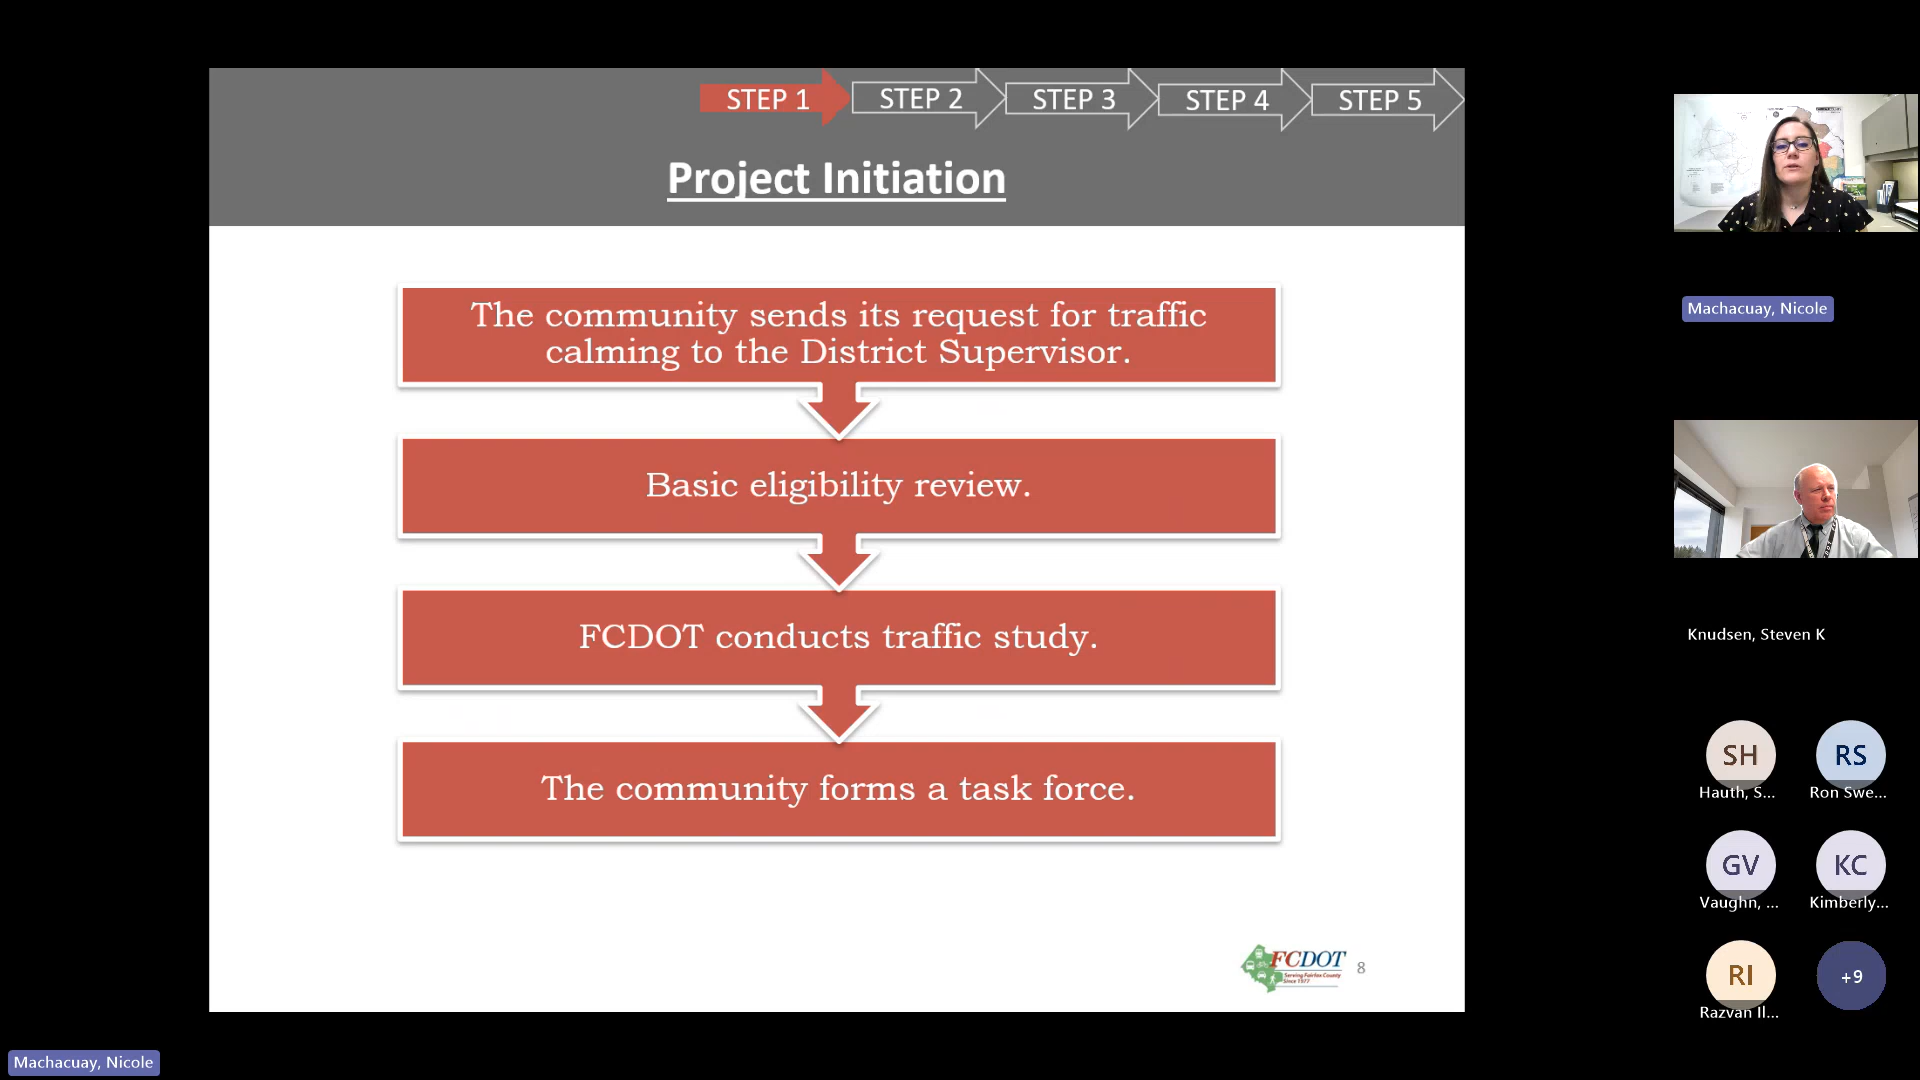 STEP 1
STEP 2
STEP 3
STEP 4
STEP 5
Project Initiation
The community sends its request for traffic
calming to the District Supervisor.
Basic eligibility review.
FCDOT conducts traffic study.
The community forms a task force.
FCDOT
Serving Fairfax County
Since 1977
8
Machacuay, Nicole
Knudsen, Steven K
SH
RS
Hauth, S...
Ron Swe...
GV
KC
Vaughn, ...
Kimberly...
RI
+9
Razvan Il...
Machacuay, Nicole